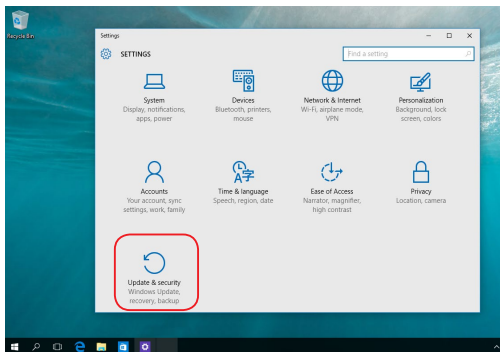 Recycle Bin
Settings
SETTINGS
Find a setting
System
Display, notifications,
apps, power
Devices
Bluetooth, printers,
mouse
Network & Internet
Wi-Fi, airplane mode,
VPN
Personalization
Background, lock
screen, colors
Accounts
Your account, sync
settings, work, family
Time & language
Speech, region, date
Ease of Access
Narrator, magnifier,
high contrast
Privacy
Location, camera
Update & security
Windows Update,
recovery, backup